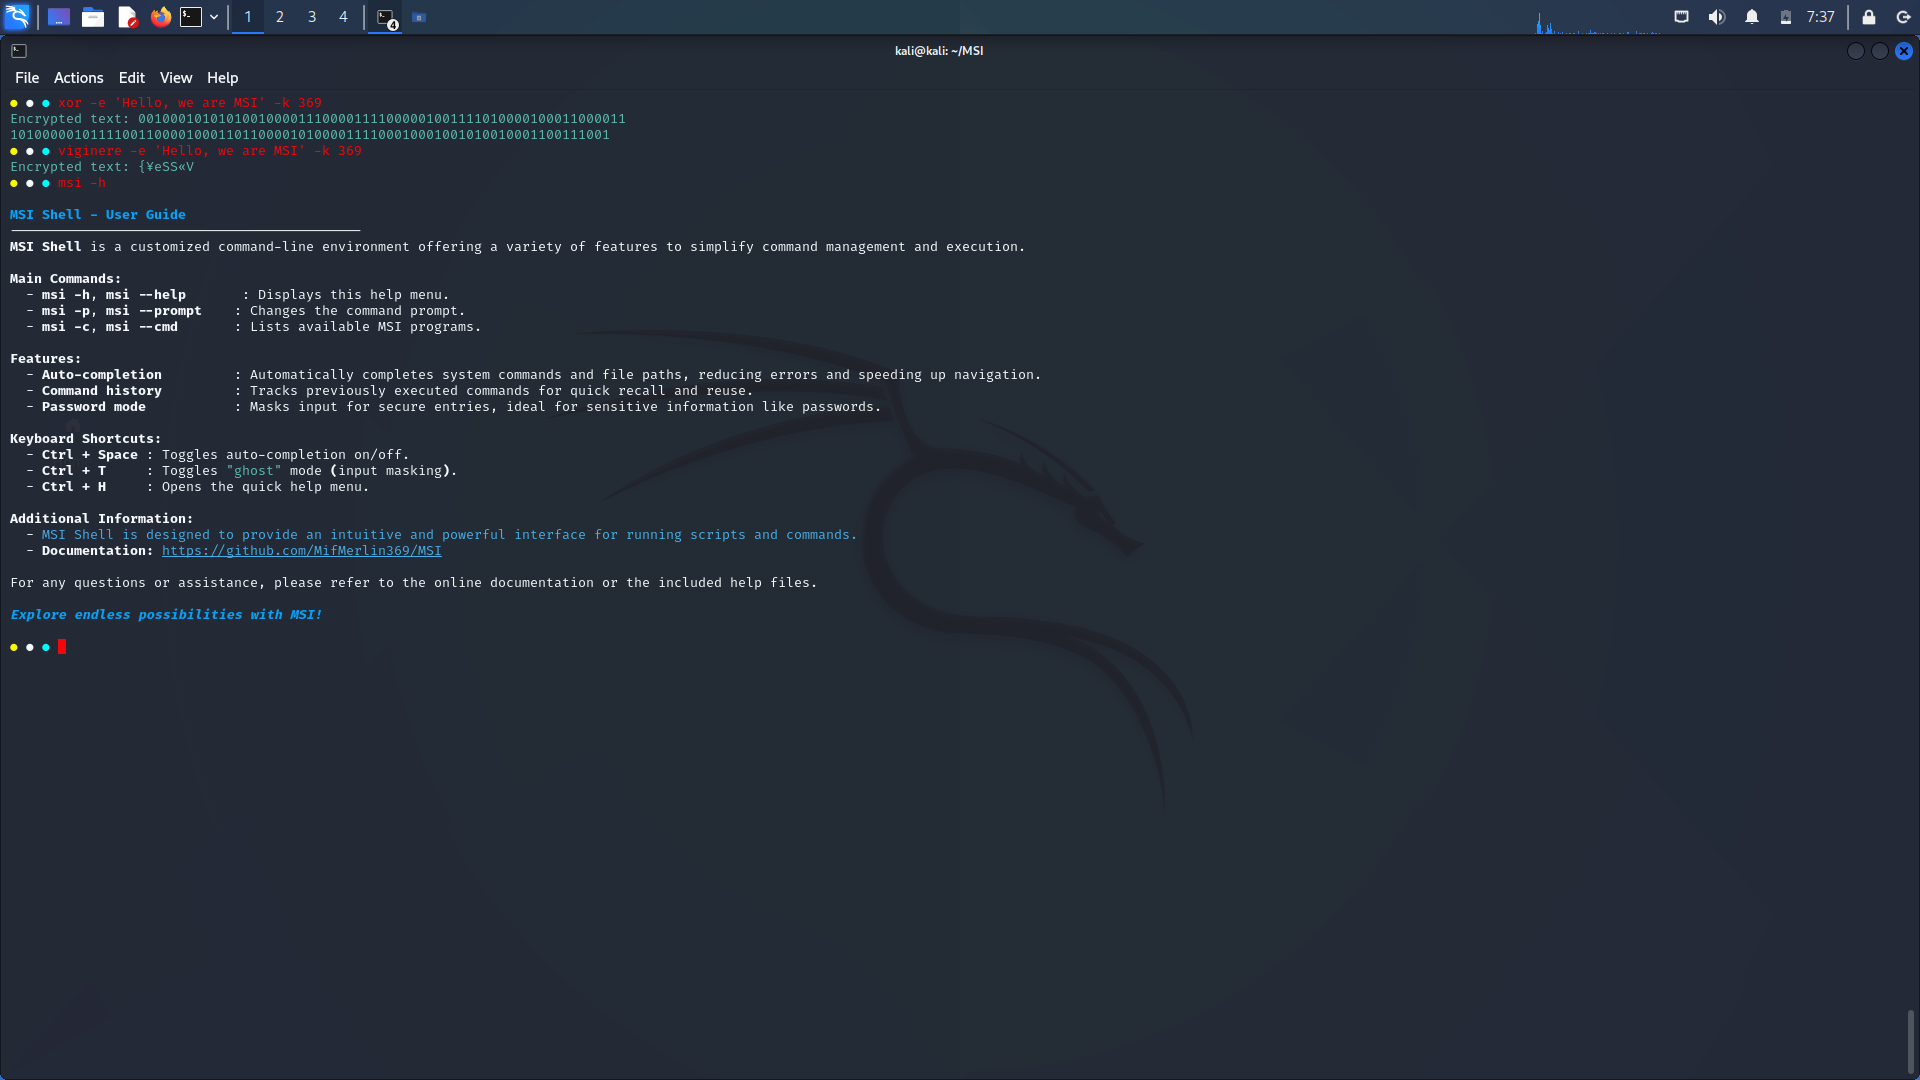 1 2 3 4 4 7:37
kali@kali: ~/MSI
File Actions Edit View Help
● ● ● xor -e 'Hello, we are MSI' -k 369
● ● ● viginere -e 'Hello, we are MSI' -k 369
Encrypted text: {¥eSS«V
● ● ● msi -h
MSI Shell - User Guide
MSI Shell is a customized command-line environment offering a variety of features to simplify command management and execution.
Main Commands:
- msi -h, msi --help : Displays this help menu.
- msi -p, msi --prompt : Changes the command prompt.
- msi -c, msi --cmd : Lists available MSI programs.
Features:
- Auto-completion : Automatically completes system commands and file paths, reducing errors and speeding up navigation.
- Command history : Tracks previously executed commands for quick recall and reuse.
- Password mode : Masks input for secure entries, ideal for sensitive information like passwords.
Keyboard Shortcuts:
- Ctrl + Space : Toggles auto-completion on/off.
- Ctrl + T : Toggles "ghost" mode (input masking).
- Ctrl + H : Opens the quick help menu.
Additional Information:
- MSI Shell is designed to provide an intuitive and powerful interface for running scripts and commands.
- Documentation: https://github.com/MifMerlin369/MSI
For any questions or assistance, please refer to the online documentation or the included help files.
Explore endless possibilities with MSI!
● ● ●